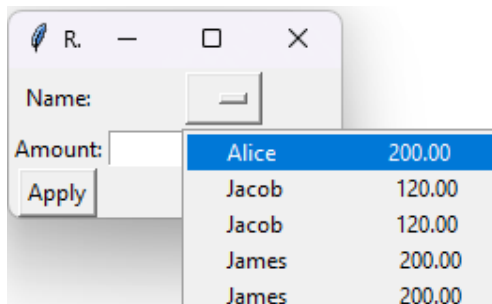 R.
Name:
Amount:
Apply
Alice 200.00
Jacob 120.00
Jacob 120.00
James 200.00
James 200.00